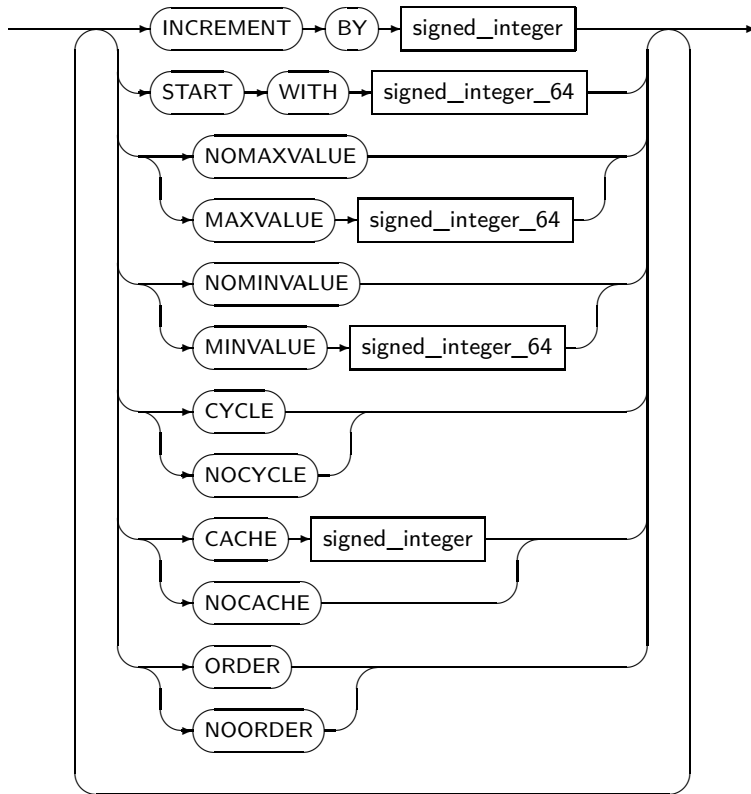 INCREMENT BY signed_integer
START WITH signed_integer_64
NOMAXVALUE
MAXVALUE signed_integer_64
NOMINVALUE
MINVALUE signed_integer_64
CYCLE
NOCYCLE
CACHE signed_integer
NOCACHE
ORDER
NOORDER